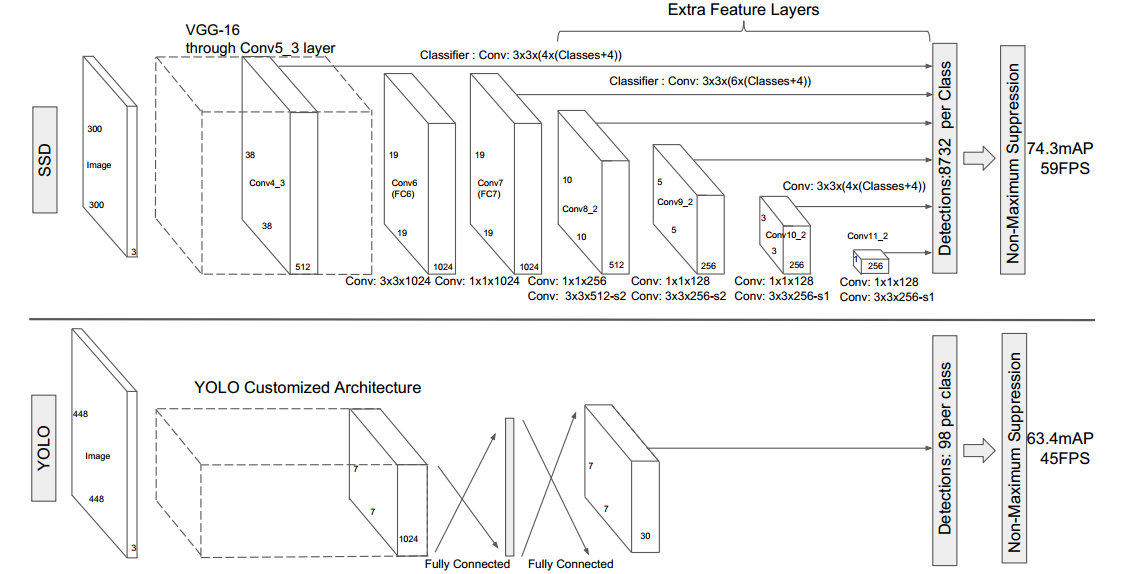 Extra Feature Layers
VGG-16
through Conv5_3 layer
Classifier : Conv: 3x3x(4x(Classes+4))
Classifier : Conv: 3x3x(6x(Classes+4))
SSD
300
Image
300
3
38
Conv4_3
38
512
19
Conv6
(FC6)
19
1024
19
Conv7
(FC7)
19
1024
10
Conv8_2
10
512
5
Conv9_2
5
256
Conv: 3x3x(4x(Classes+4))
3
Conv10_2
3
256
Conv11_2
1
256
Detections:8732 per Class
Non-Maximum Suppression
74.3mAP
59FPS
Conv: 3x3x1024
Conv: 1x1x1024
Conv: 1x1x256
Conv: 3x3x512-s2
Conv: 1x1x128
Conv: 3x3x256-s2
Conv: 1x1x128
Conv: 3x3x256-s1
Conv: 1x1x128
Conv: 3x3x256-s1
YOLO
448
Image
448
3
YOLO Customized Architecture
7
7
1024
Fully Connected
Fully Connected
7
7
30
Detections: 98 per class
Non-Maximum Suppression
63.4mAP
45FPS